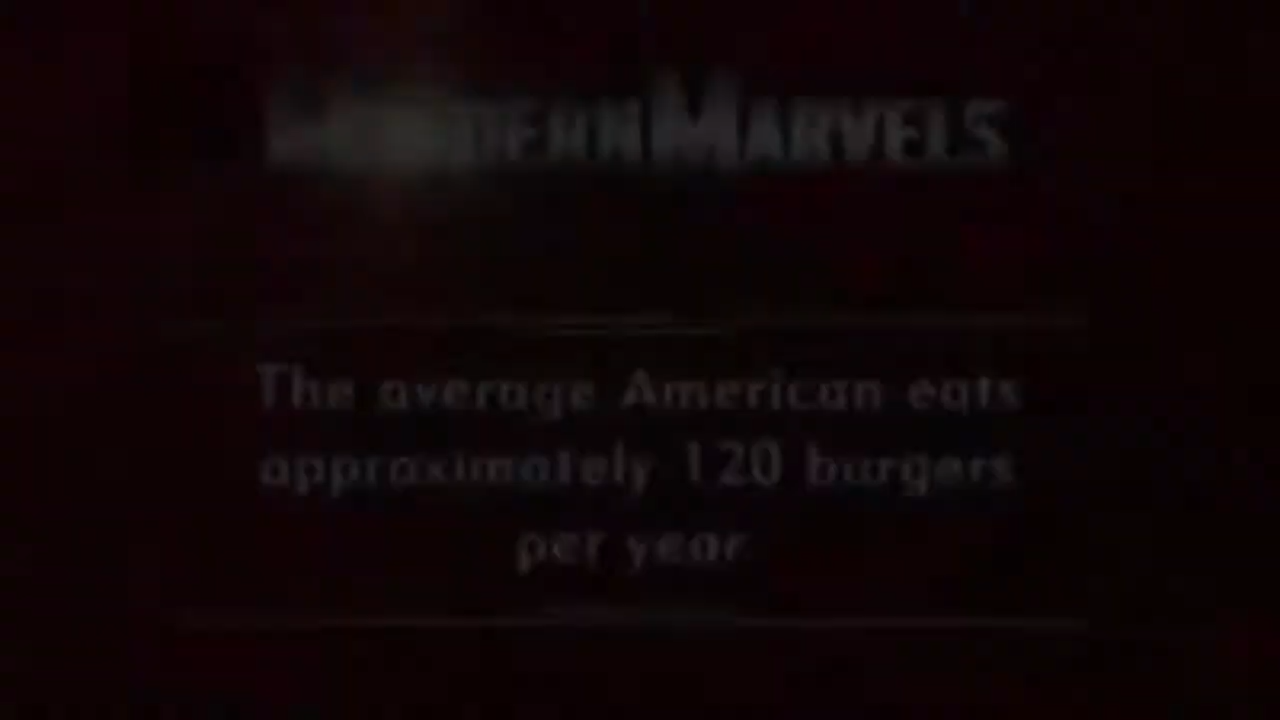 MODERN MARVELS
The average American eats
approximately 120 burgers
per year